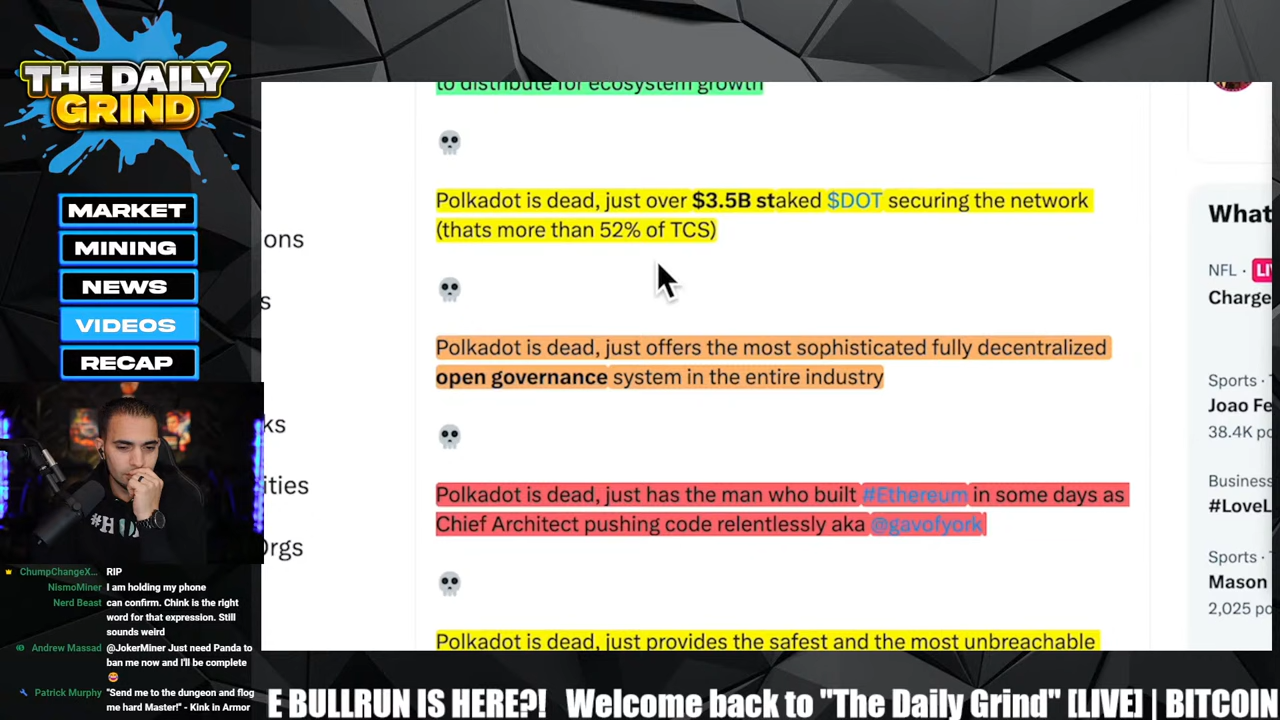 THE DAILY
GRIND
MARKET
MINING
NEWS
VIDEOS
RECAP
ons
s
ks
ities
Orgs
to distribute for ecosystem growth
Polkadot is dead, just over $3.5B staked $DOT securing the network
(thats more than 52% of TCS)
Polkadot is dead, just offers the most sophisticated fully decentralized
open governance system in the entire industry
Polkadot is dead, just has the man who built #Ethereum in some days as
Chief Architect pushing code relentlessly aka @gavofyork
Polkadot is dead, just provides the safest and the most unbreachable
What
NFL · LI
Charge
Sports ·
Joao Fe
38.4K po
Business
#LoveL
Sports · T
Mason
2,025 po
ChumpChangeX... RIP
NismoMiner I am holding my phone
Nerd Beast can confirm. Chink is the right
word for that expression. Still
sounds weird
Andrew Massad @JokerMiner Just need Panda to
ban me now and I'll be complete
Patrick Murphy "Send me to the dungeon and flog
me hard Master!" - Kink in Armor
E BULLRUN IS HERE?! Welcome back to "The Daily Grind" [LIVE] | BITCOIN